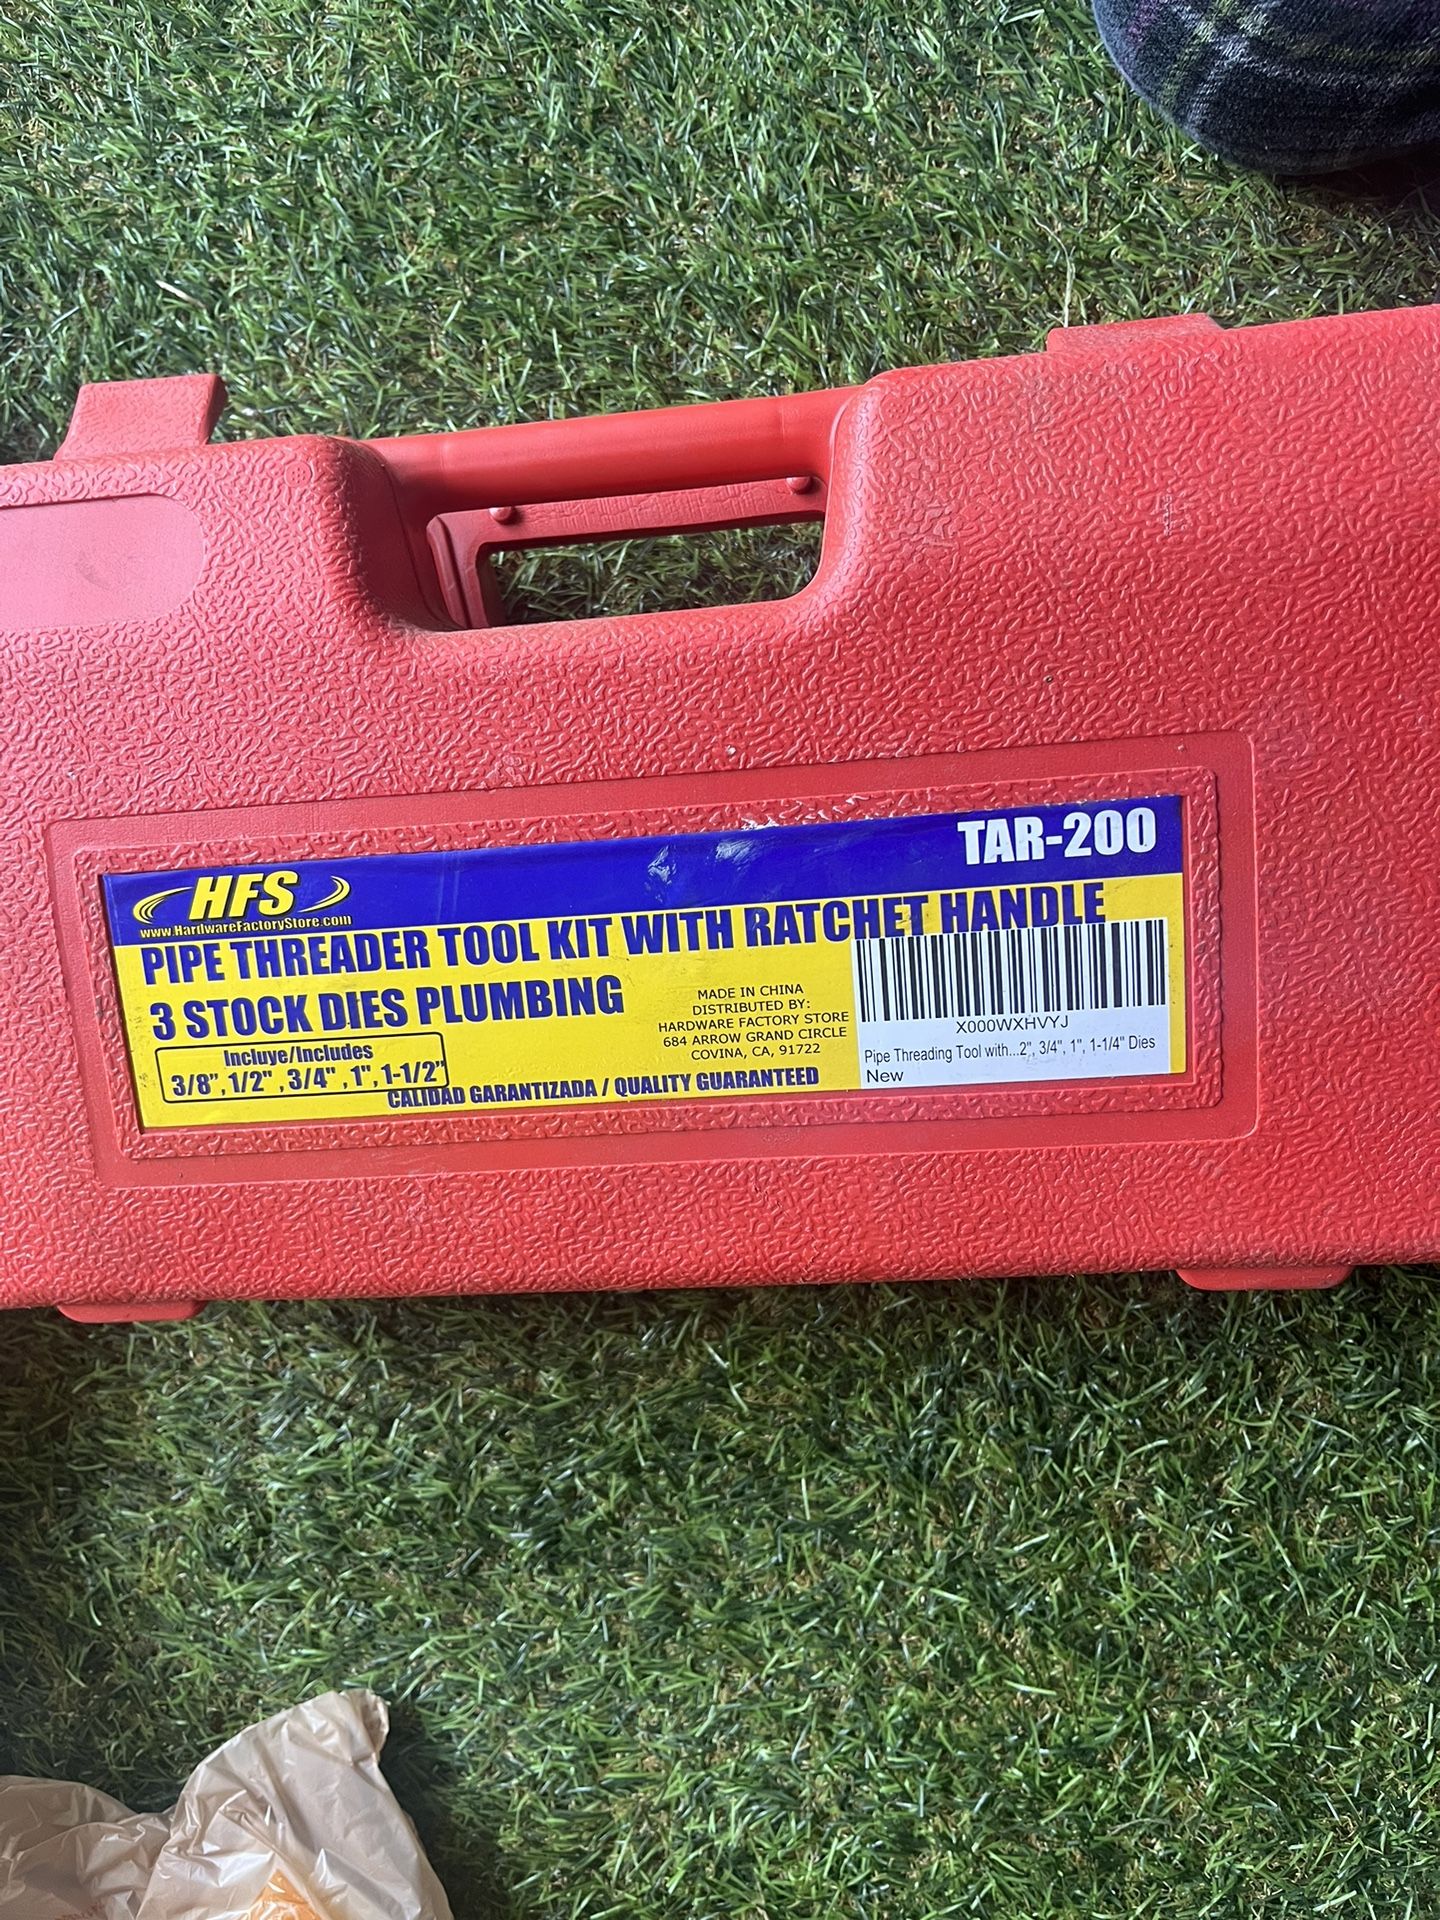 HFS
www.HardwareFactoryStore.com
TAR-200
PIPE THREADER TOOL KIT WITH RATCHET HANDLE
3 STOCK DIES PLUMBING
Incluye/Includes
3/8", 1/2" , 3/4" , 1", 1-1/2"
MADE IN CHINA
DISTRIBUTED BY:
HARDWARE FACTORY STORE
684 ARROW GRAND CIRCLE
COVINA, CA, 91722
CALIDAD GARANTIZADA / QUALITY GUARANTEED
X000WXHVYJ
Pipe Threading Tool with...2", 3/4", 1", 1-1/4" Dies
New